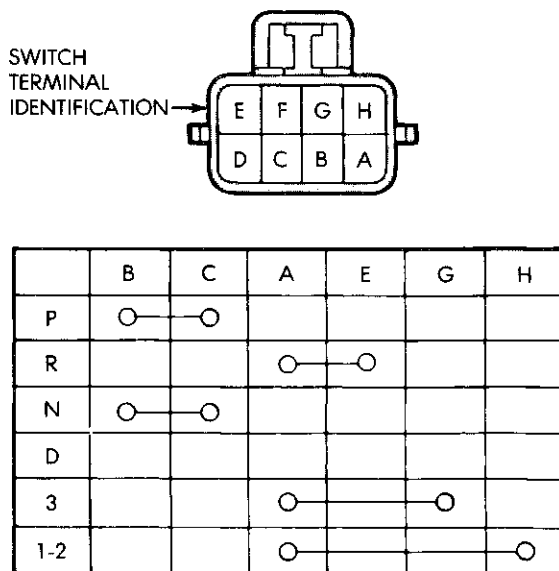 SWITCH
TERMINAL
IDENTIFICATION
E F G H
D C B A
B C A E G H
P
R
N
D
3
1-2